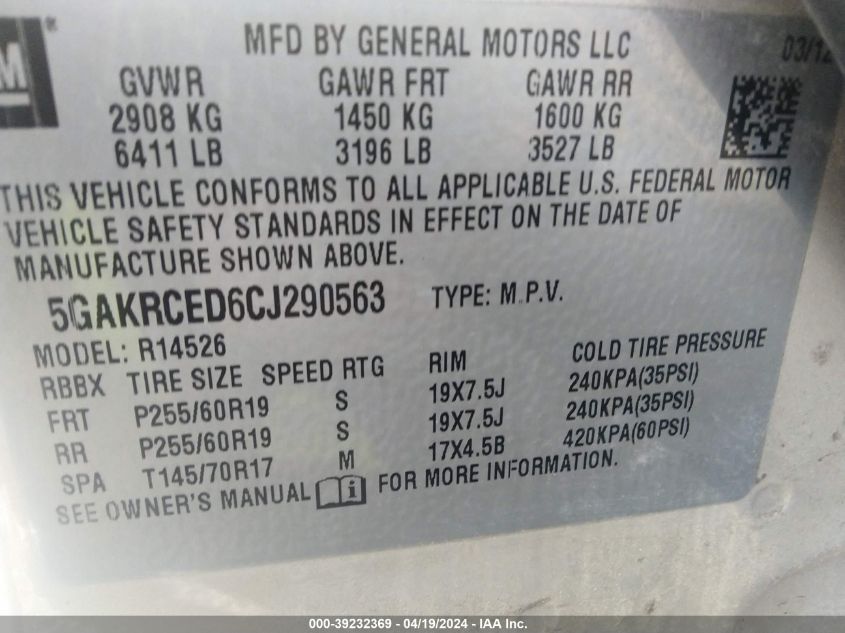 M
MFD BY GENERAL MOTORS LLC
03/12
GVWR GAWR FRT GAWR RR
2908 KG 1450 KG 1600 KG
6411 LB 3196 LB 3527 LB
THIS VEHICLE CONFORMS TO ALL APPLICABLE U.S. FEDERAL MOTOR
VEHICLE SAFETY STANDARDS IN EFFECT ON THE DATE OF
MANUFACTURE SHOWN ABOVE.
5GAKRCED6CJ290563 TYPE: M.P.V.
MODEL: R14526
RBBX TIRE SIZE SPEED RTG RIM COLD TIRE PRESSURE
FRT P255/60R19 S 19X7.5J 240KPA(35PSI)
RR P255/60R19 S 19X7.5J 240KPA(35PSI)
SPA T145/70R17 M 17X4.5B 420KPA(60PSI)
SEE OWNER'S MANUAL i FOR MORE INFORMATION.
000-39232369 - 04/19/2024 - IAA Inc.